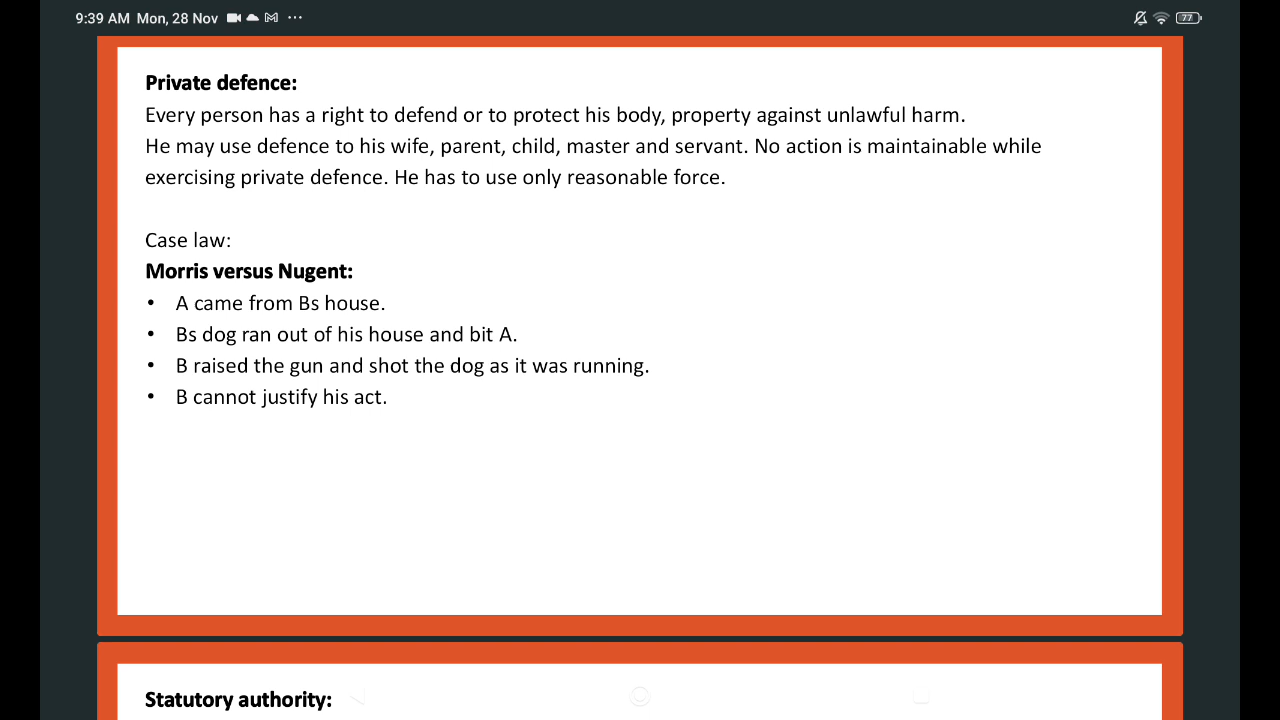 9:39 AM Mon, 28 Nov
77
Private defence:
Every person has a right to defend or to protect his body, property against unlawful harm.
He may use defence to his wife, parent, child, master and servant. No action is maintainable while
exercising private defence. He has to use only reasonable force.
Case law:
Morris versus Nugent:
• A came from Bs house.
• Bs dog ran out of his house and bit A.
• B raised the gun and shot the dog as it was running.
• B cannot justify his act.
Statutory authority: